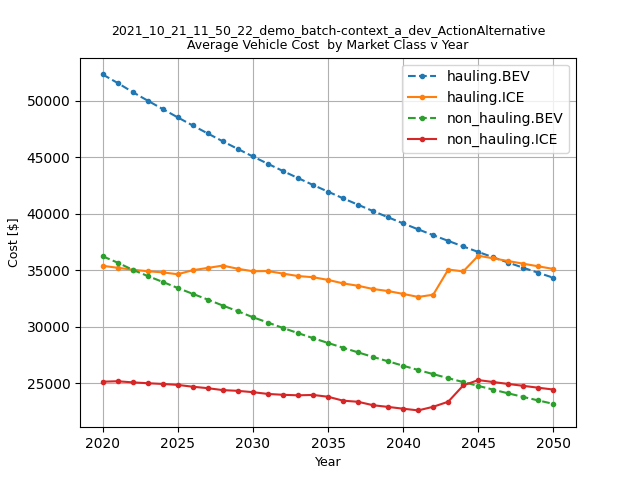 2021_10_21_11_50_22_demo_batch-context_a_dev_ActionAlternative
Average Vehicle Cost  by Market Class v Year
hauling.BEV
hauling.ICE
non_hauling.BEV
non_hauling.ICE
Cost [$]
50000
45000
40000
35000
30000
25000
2020 2025 2030 2035 2040 2045 2050
Year